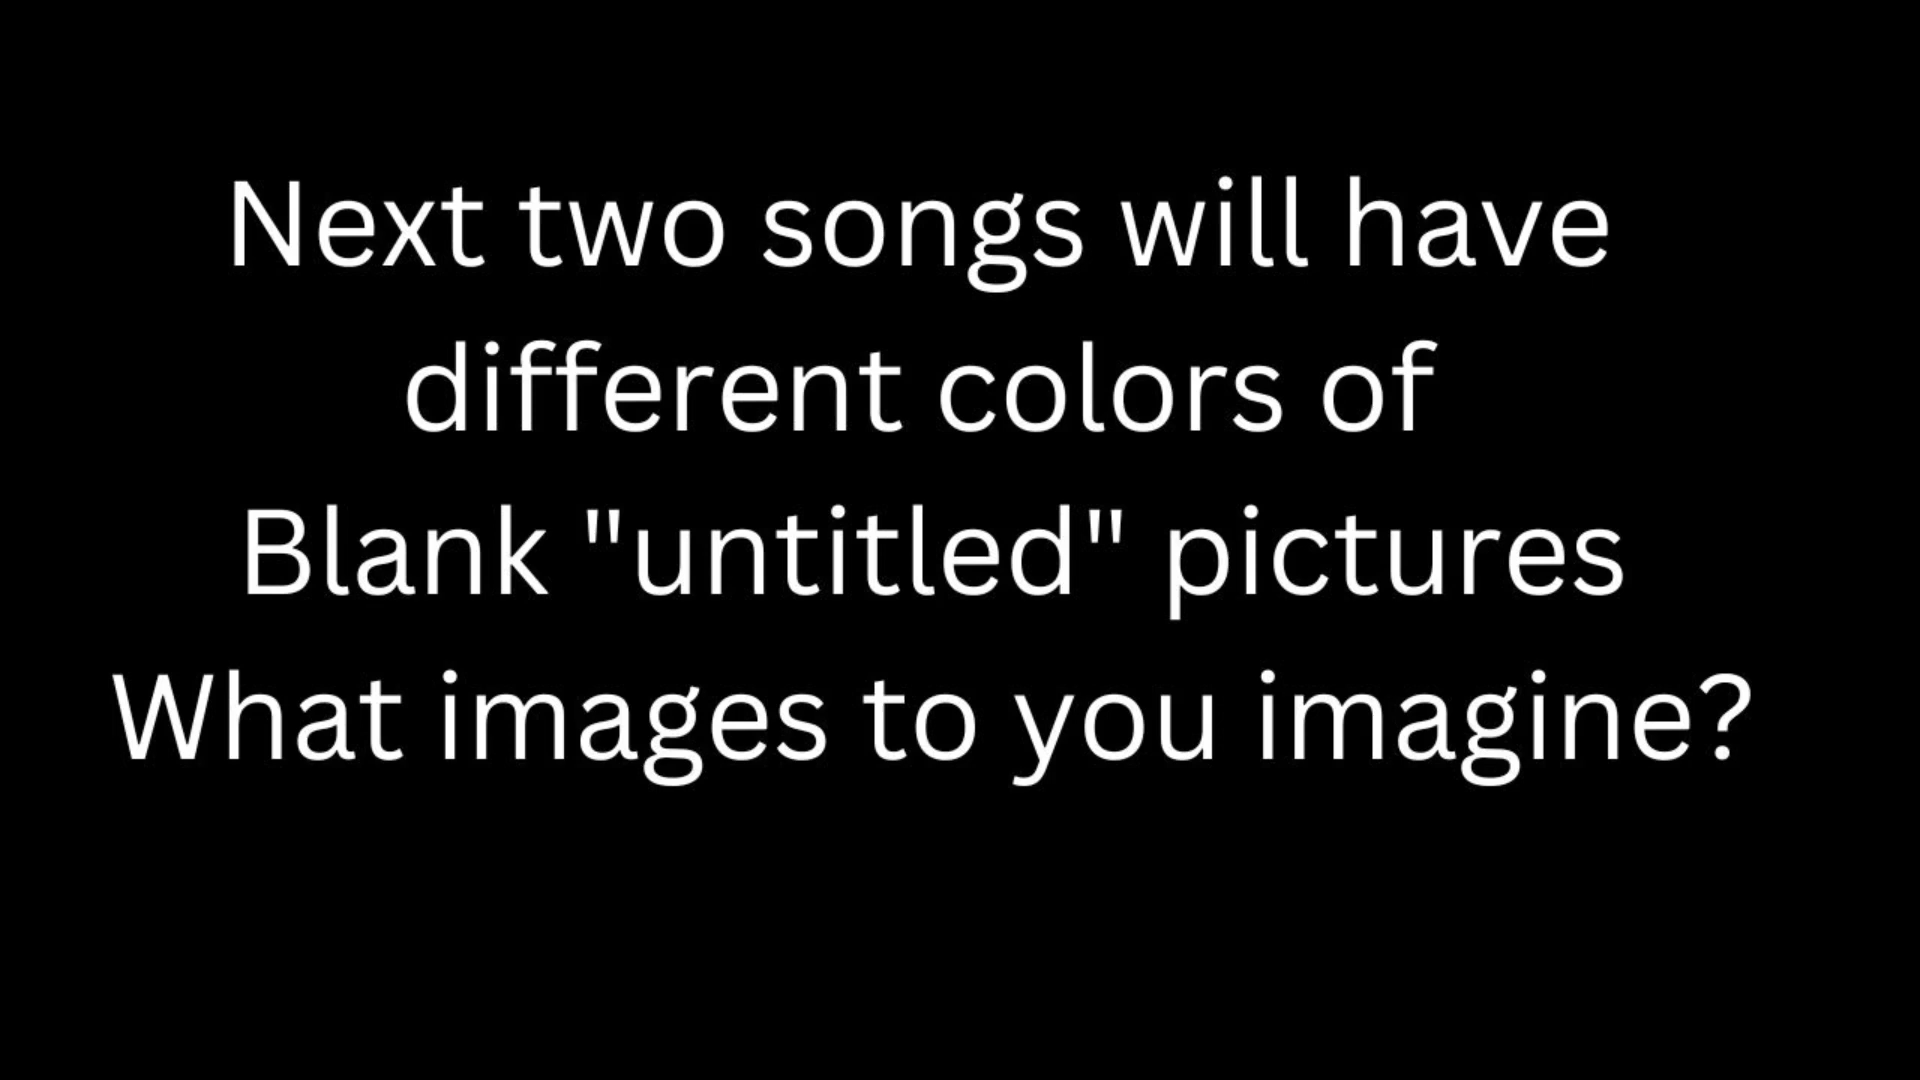 Next two songs will have
different colors of
Blank "untitled" pictures
What images to you imagine?